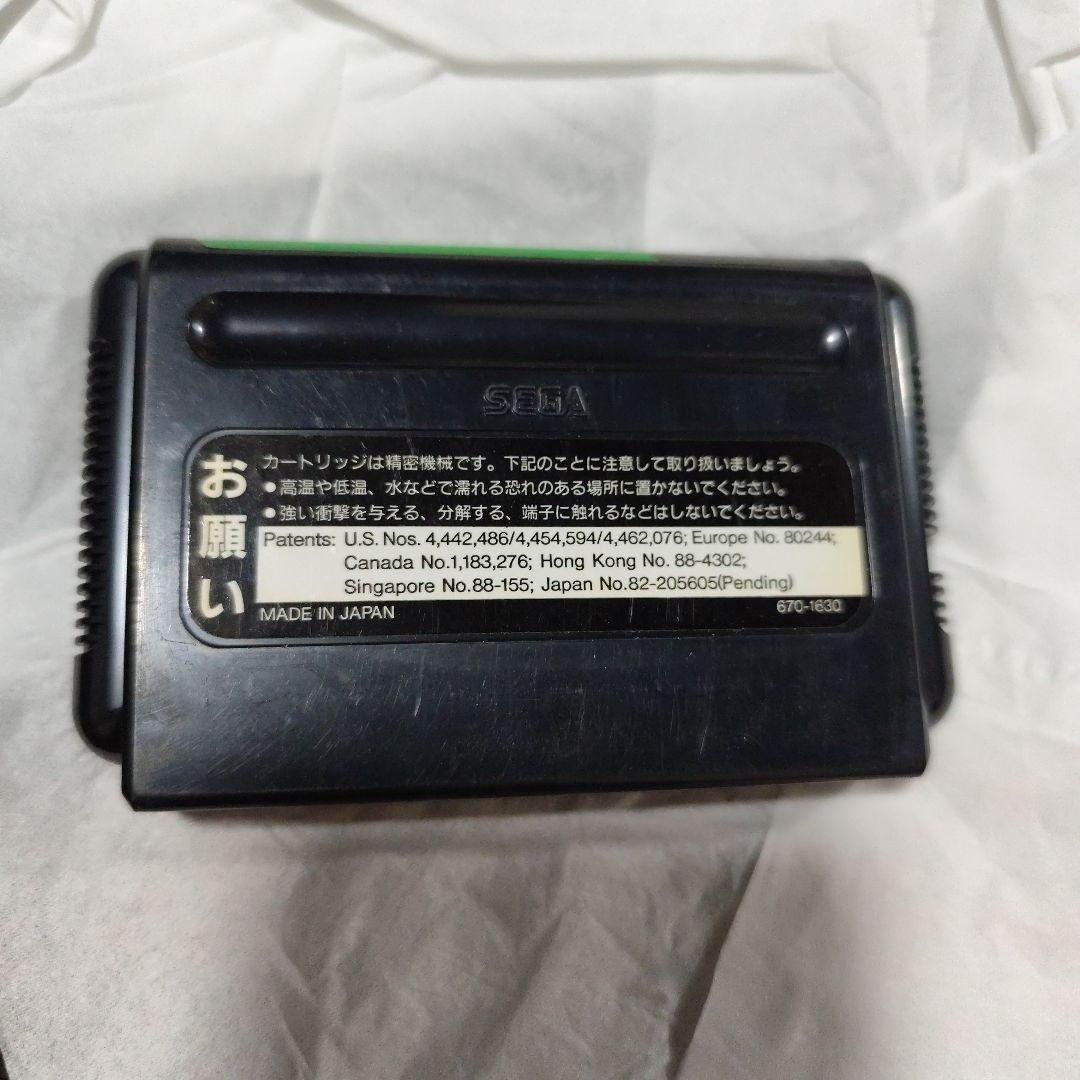 SEGA
お願い
カートリッジは精密機械です。下記のことに注意して取り扱いましょう。
●高温や低温、水などで濡れる恐れのある場所に置かないでください。
●強い衝撃を与える、分解する、端子に触れるなどはしないでください。
Patents: U.S. Nos. 4,442,486/4,454,594/4,462,076; Europe No. 80244;
Canada No.1,183,276; Hong Kong No. 88-4302;
Singapore No.88-155; Japan No.82-205605(Pending)
MADE IN JAPAN 670-1630